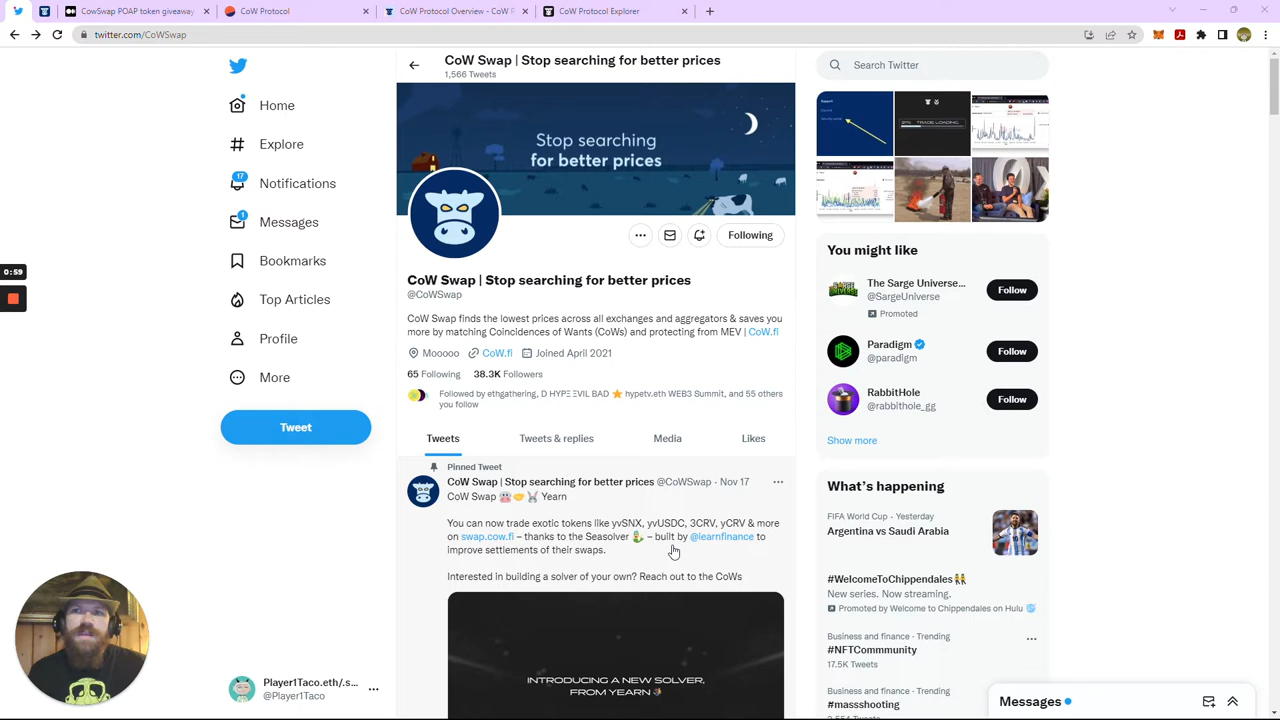 CowSwap POAP token giveaway
CoW Protocol
CoW Protocol Overview - CoW P
CoW Protocol Explorer
twitter.com/CoWSwap
CoW Swap | Stop searching for better prices
1,566 Tweets
Search Twitter
Home
Explore
17
Notifications
1
Messages
Bookmarks
Top Articles
Profile
More
Tweet
Player1Taco.eth/.s...
@Player1Taco
0:59
Stop searching
for better prices
Following
CoW Swap | Stop searching for better prices
@CoWSwap
CoW Swap finds the lowest prices across all exchanges and aggregators & saves you
more by matching Coincidences of Wants (CoWs) and protecting from MEV | CoW.fi
Mooooo CoW.fi Joined April 2021
65 Following 38.3K Followers
Followed by ethgathering, D HYPΞ ΞVIL BAD ⭐ hypetv.eth WEB3 Summit, and 55 others
you follow
Tweets Tweets & replies Media Likes
Pinned Tweet
CoW Swap | Stop searching for better prices @CoWSwap · Nov 17
CoW Swap Yearn
You can now trade exotic tokens like yvSNX, yvUSDC, 3CRV, yCRV & more
on swap.cow.fi – thanks to the Seasolver – built by @learnfinance to
improve settlements of their swaps.
Interested in building a solver of your own? Reach out to the CoWs
INTRODUCING A NEW SOLVER,
FROM YEARN
TRADE LOADING
You might like
The Sarge Universe...
@SargeUniverse
Promoted
Follow
Paradigm
@paradigm
Follow
RabbitHole
@rabbithole_gg
Follow
Show more
What's happening
FIFA World Cup · Yesterday
Argentina vs Saudi Arabia
#WelcomeToChippendales
New series. Now streaming.
Promoted by Welcome to Chippendales on Hulu
Business and finance · Trending
#NFTCommmunity
17.5K Tweets
Business and finance · Trending
#massshooting
Messages